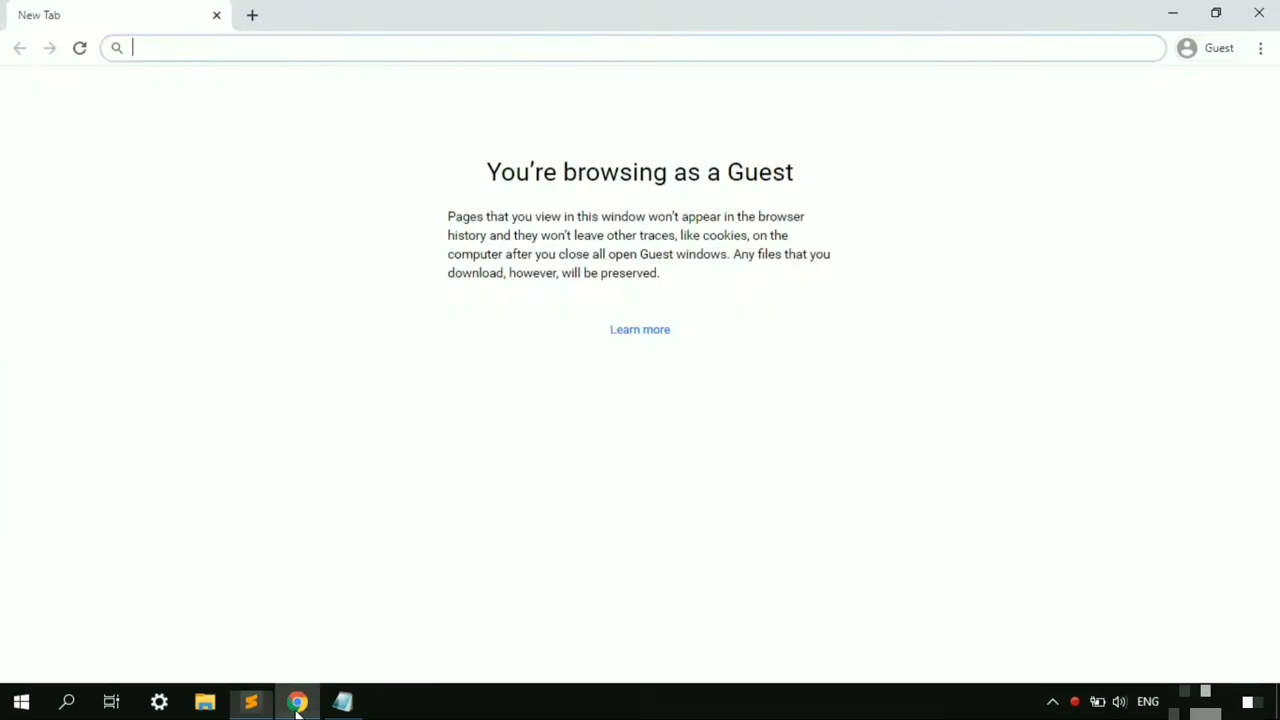 New Tab
Guest
You're browsing as a Guest
Pages that you view in this window won't appear in the browser
history and they won't leave other traces, like cookies, on the
computer after you close all open Guest windows. Any files that you
download, however, will be preserved.
Learn more
ENG